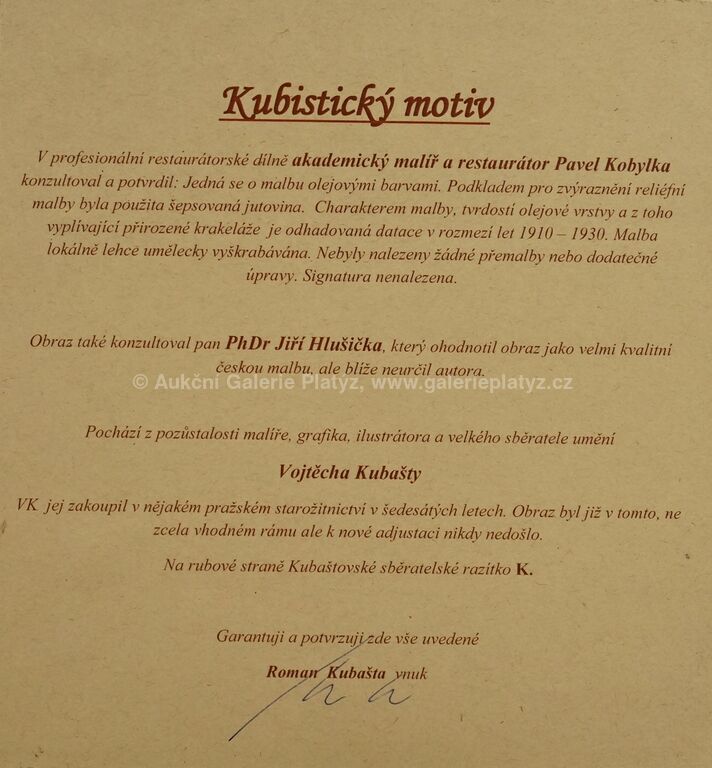 Kubistický motiv
V profesionální restaurátorské dílně akademický malíř a restaurátor Pavel Kobylka
konzultoval a potvrdil: Jedná se o malbu olejovými barvami. Podkladem pro zvýraznění reliéfní
malby byla použita šepsovaná jutovina. Charakterem malby, tvrdostí olejové vrstvy a z toho
vyplívající přirozené krakeláže je odhadovaná datace v rozmezí let 1910 – 1930. Malba
lokálně lehce umělecky vyškrabávána. Nebyly nalezeny žádné přemalby nebo dodatečné
úpravy. Signatura nenalezena.
Obraz také konzultoval pan PhDr Jiří Hlušička, který ohodnotil obraz jako velmi kvalitní
českou malbu, ale blíže neurčil autora.
© Aukční Galerie Platýz, www.galerieplatyz.cz
Pochází z pozůstalosti malíře, grafika, ilustrátora a velkého sběratele umění
Vojtěcha Kubašty
VK jej zakoupil v nějakém pražském starožitnictví v šedesátých letech. Obraz byl již v tomto, ne
zcela vhodném rámu ale k nové adjustaci nikdy nedošlo.
Na rubové straně Kubaštovské sběratelské razítko K.
Garantuji a potvrzuji zde vše uvedené
Roman Kubašta vnuk